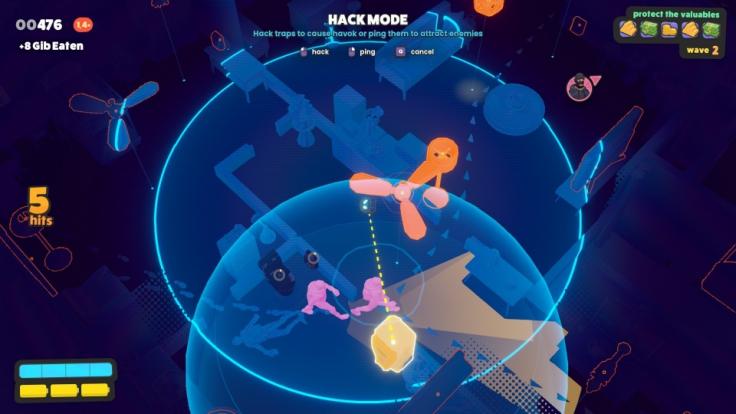 00476
1.4×
+8 Gib Eaten
HACK MODE
Hack traps to cause havok or ping them to attract enemies
hack
ping
cancel
protect the valuables
wave 2
5
hits